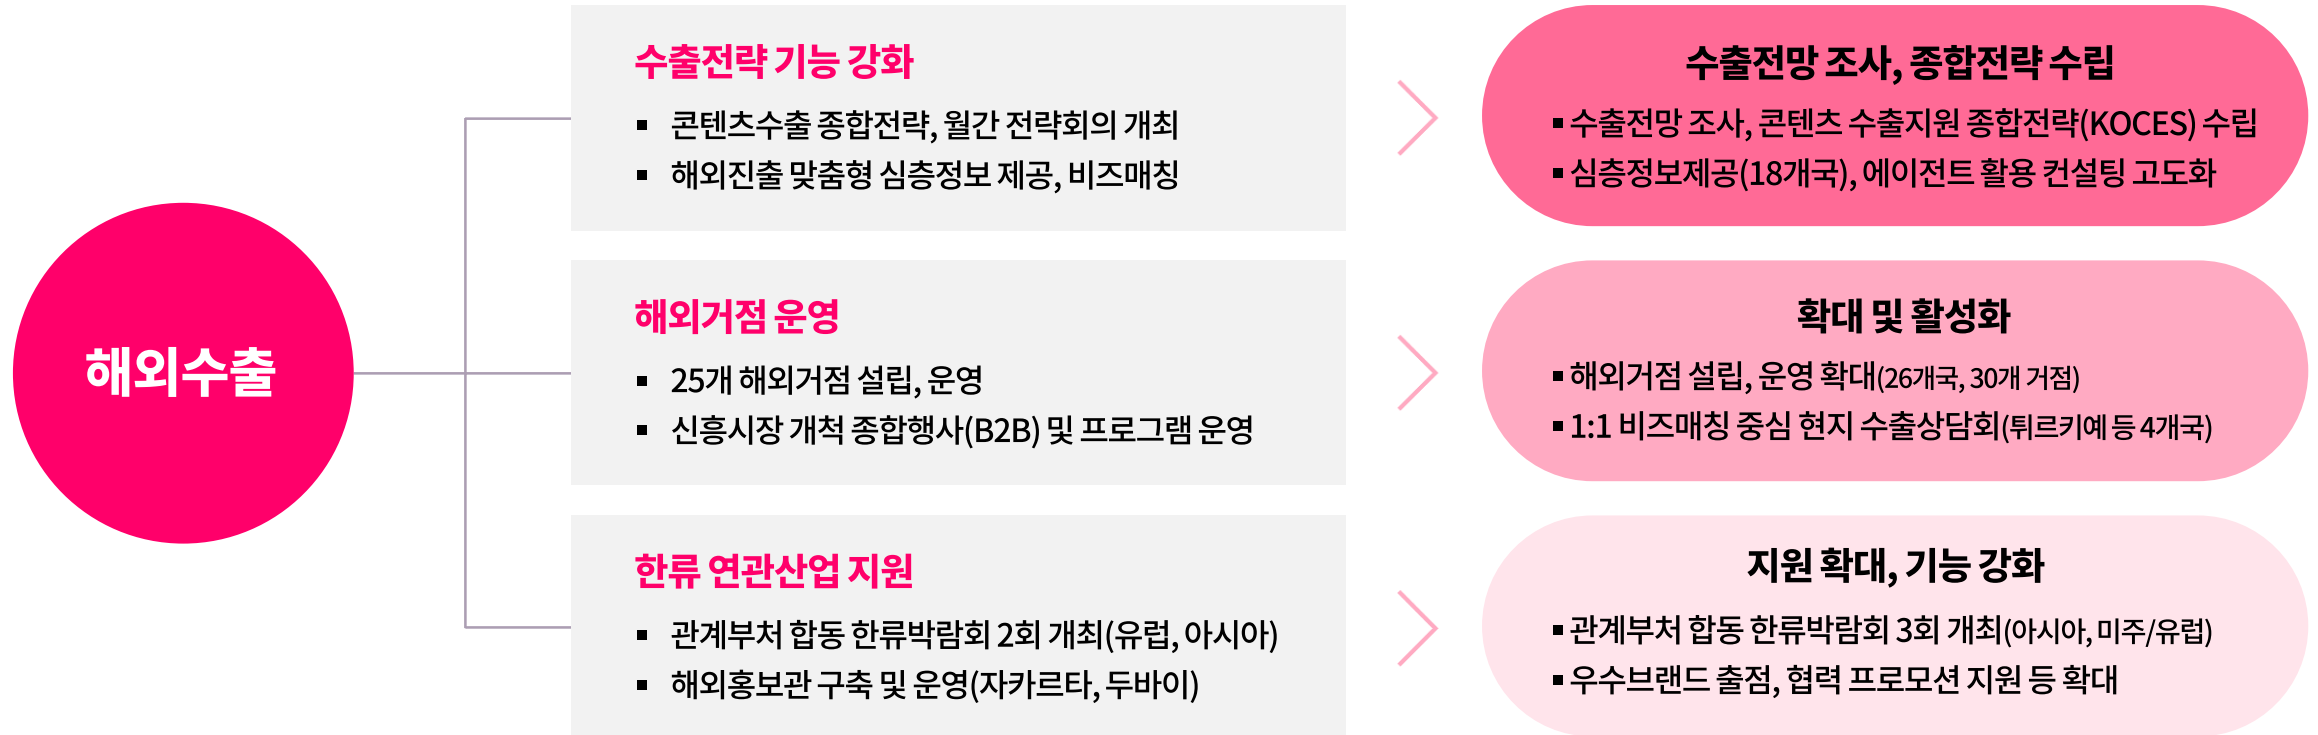 해외수출
수출전략 기능 강화
▪ 콘텐츠수출 종합전략, 월간 전략회의 개최
▪ 해외진출 맞춤형 심층정보 제공, 비즈매칭
수출전망 조사, 종합전략 수립
▪ 수출전망 조사, 콘텐츠 수출지원 종합전략(KOCES) 수립
▪ 심층정보제공(18개국), 에이전트 활용 컨설팅 고도화
해외거점 운영
▪ 25개 해외거점 설립, 운영
▪ 신흥시장 개척 종합행사(B2B) 및 프로그램 운영
확대 및 활성화
▪ 해외거점 설립, 운영 확대(26개국, 30개 거점)
▪ 1:1 비즈매칭 중심 현지 수출상담회(튀르키예 등 4개국)
한류 연관산업 지원
▪ 관계부처 합동 한류박람회 2회 개최(유럽, 아시아)
▪ 해외홍보관 구축 및 운영(자카르타, 두바이)
지원 확대, 기능 강화
▪ 관계부처 합동 한류박람회 3회 개최(아시아, 미주/유럽)
▪ 우수브랜드 출점, 협력 프로모션 지원 등 확대